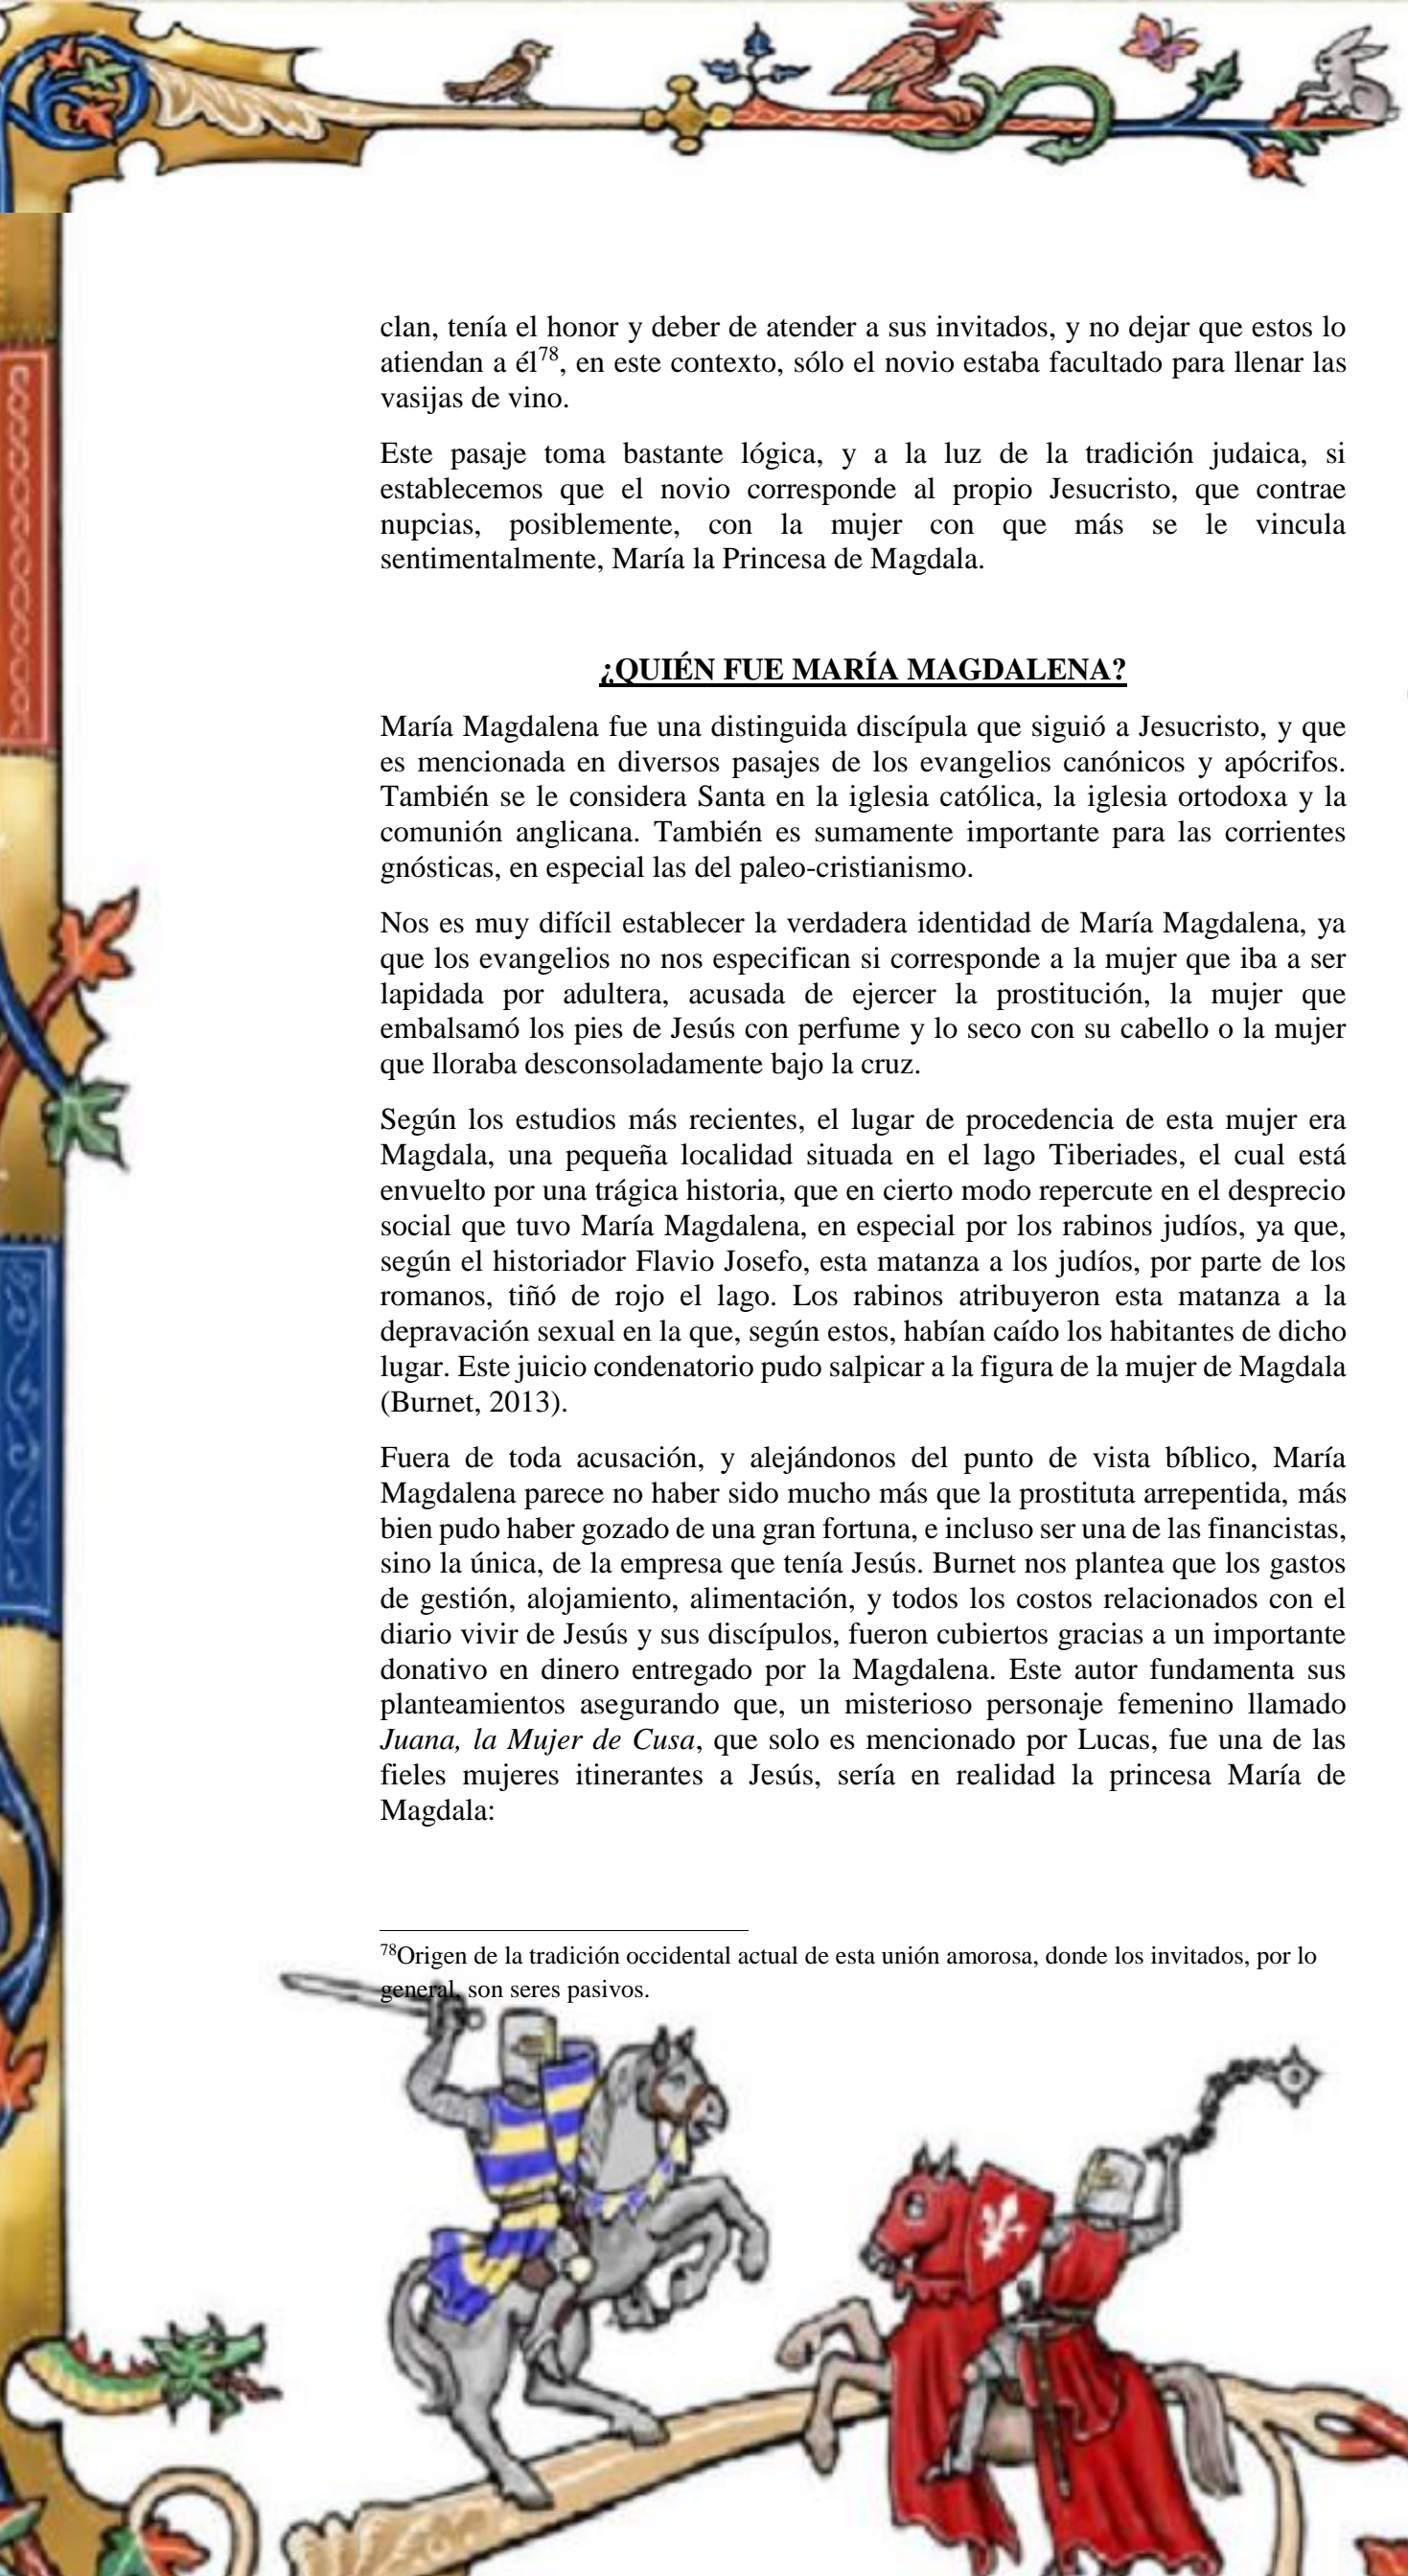 clan, tenía el honor y deber de atender a sus invitados, y no dejar que estos lo
atiendan a él78, en este contexto, sólo el novio estaba facultado para llenar las
vasijas de vino.
Este pasaje toma bastante lógica, y a la luz de la tradición judaica, si
establecemos que el novio corresponde al propio Jesucristo, que contrae
nupcias, posiblemente, con la mujer con que más se le vincula
sentimentalmente, María la Princesa de Magdala.
¿QUIÉN FUE MARÍA MAGDALENA?
María Magdalena fue una distinguida discípula que siguió a Jesucristo, y que
es mencionada en diversos pasajes de los evangelios canónicos y apócrifos.
También se le considera Santa en la iglesia católica, la iglesia ortodoxa y la
comunión anglicana. También es sumamente importante para las corrientes
gnósticas, en especial las del paleo-cristianismo.
Nos es muy difícil establecer la verdadera identidad de María Magdalena, ya
que los evangelios no nos especifican si corresponde a la mujer que iba a ser
lapidada por adultera, acusada de ejercer la prostitución, la mujer que
embalsamó los pies de Jesús con perfume y lo seco con su cabello o la mujer
que lloraba desconsoladamente bajo la cruz.
Según los estudios más recientes, el lugar de procedencia de esta mujer era
Magdala, una pequeña localidad situada en el lago Tiberiades, el cual está
envuelto por una trágica historia, que en cierto modo repercute en el desprecio
social que tuvo María Magdalena, en especial por los rabinos judíos, ya que,
según el historiador Flavio Josefo, esta matanza a los judíos, por parte de los
romanos, tiñó de rojo el lago. Los rabinos atribuyeron esta matanza a la
depravación sexual en la que, según estos, habían caído los habitantes de dicho
lugar. Este juicio condenatorio pudo salpicar a la figura de la mujer de Magdala
(Burnet, 2013).
Fuera de toda acusación, y alejándonos del punto de vista bíblico, María
Magdalena parece no haber sido mucho más que la prostituta arrepentida, más
bien pudo haber gozado de una gran fortuna, e incluso ser una de las financistas,
sino la única, de la empresa que tenía Jesús. Burnet nos plantea que los gastos
de gestión, alojamiento, alimentación, y todos los costos relacionados con el
diario vivir de Jesús y sus discípulos, fueron cubiertos gracias a un importante
donativo en dinero entregado por la Magdalena. Este autor fundamenta sus
planteamientos asegurando que, un misterioso personaje femenino llamado
Juana, la Mujer de Cusa, que solo es mencionado por Lucas, fue una de las
fieles mujeres itinerantes a Jesús, sería en realidad la princesa María de
Magdala:
78Origen de la tradición occidental actual de esta unión amorosa, donde los invitados, por lo
general, son seres pasivos.